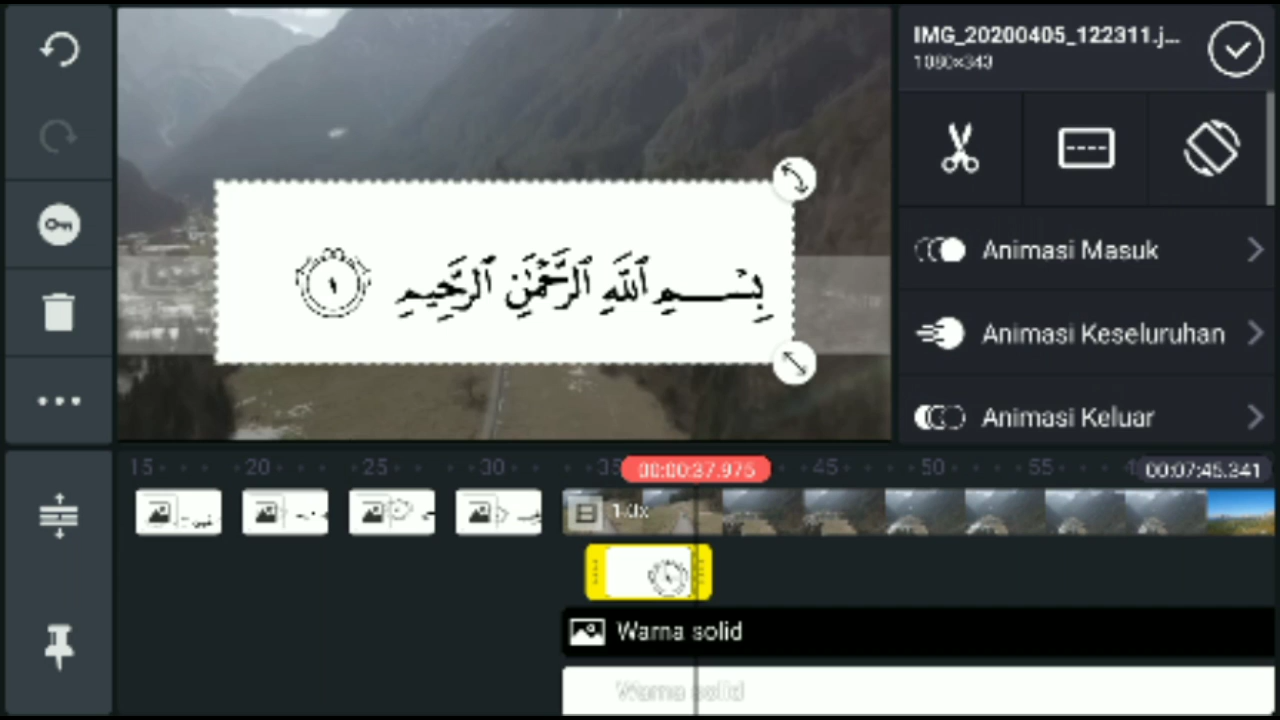 IMG_20200405_122311.j...
1080×343
بِسْمِ ٱللَّهِ ٱلرَّحْمَٰنِ ٱلرَّحِيمِ ١
Animasi Masuk
Animasi Keseluruhan
Animasi Keluar
15 20 25 30 35 00:00:37.975 45 50 55 00:07:45.341
1.0x
Warna solid
Warna solid